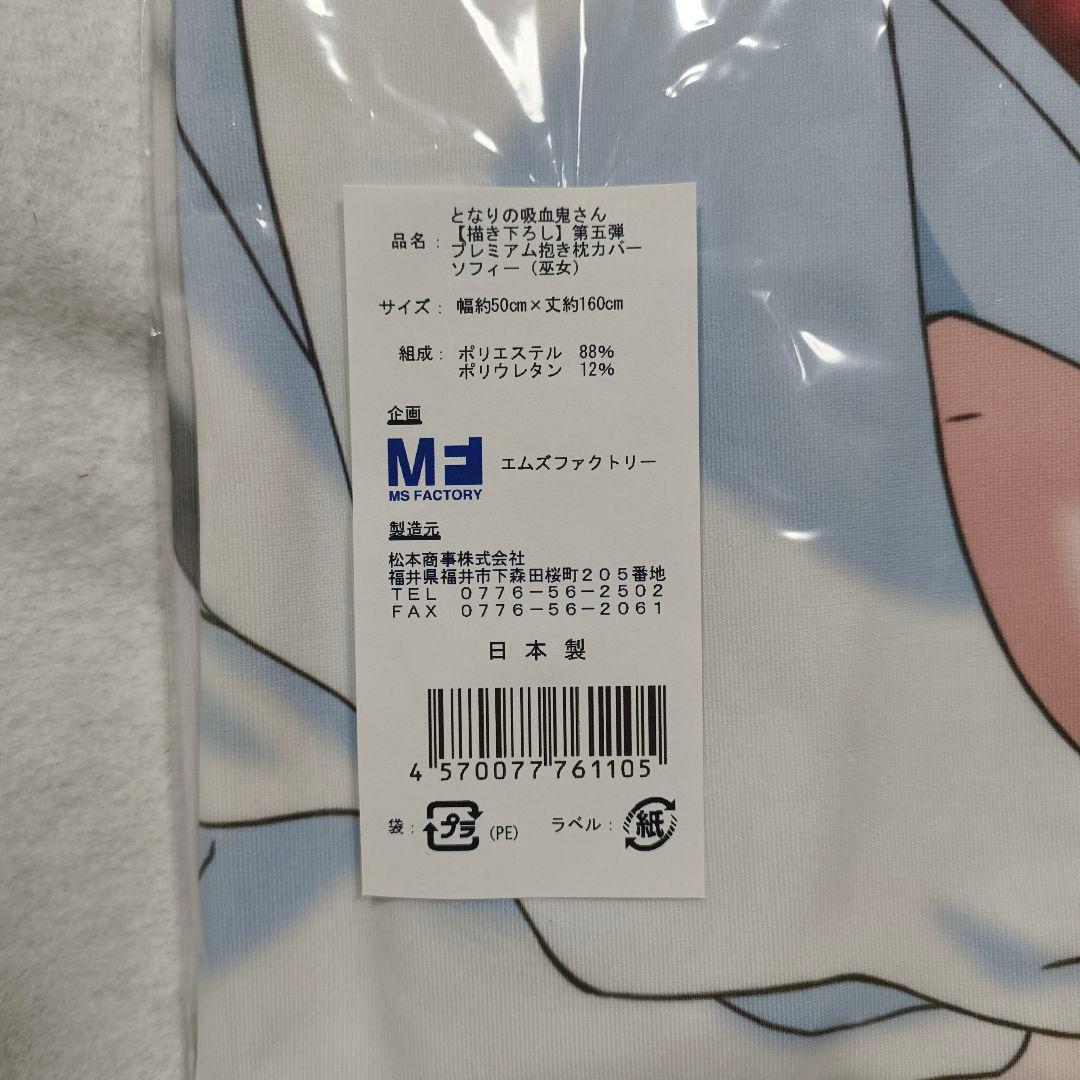 品名： となりの吸血鬼さん
【描き下ろし】第五弾
プレミアム抱き枕カバー
ソフィー（巫女）
サイズ： 幅約50cm×丈約160cm
組成： ポリエステル 88%
ポリウレタン 12%
企画
MF エムズファクトリー
MS FACTORY
製造元
松本商事株式会社
福井県福井市下森田桜町２０５番地
ＴＥＬ ０７７６－５６－２５０２
ＦＡＸ ０７７６－５６－２０６１
日本製
4 570077 761105
袋： プラ (PE) ラベル： 紙